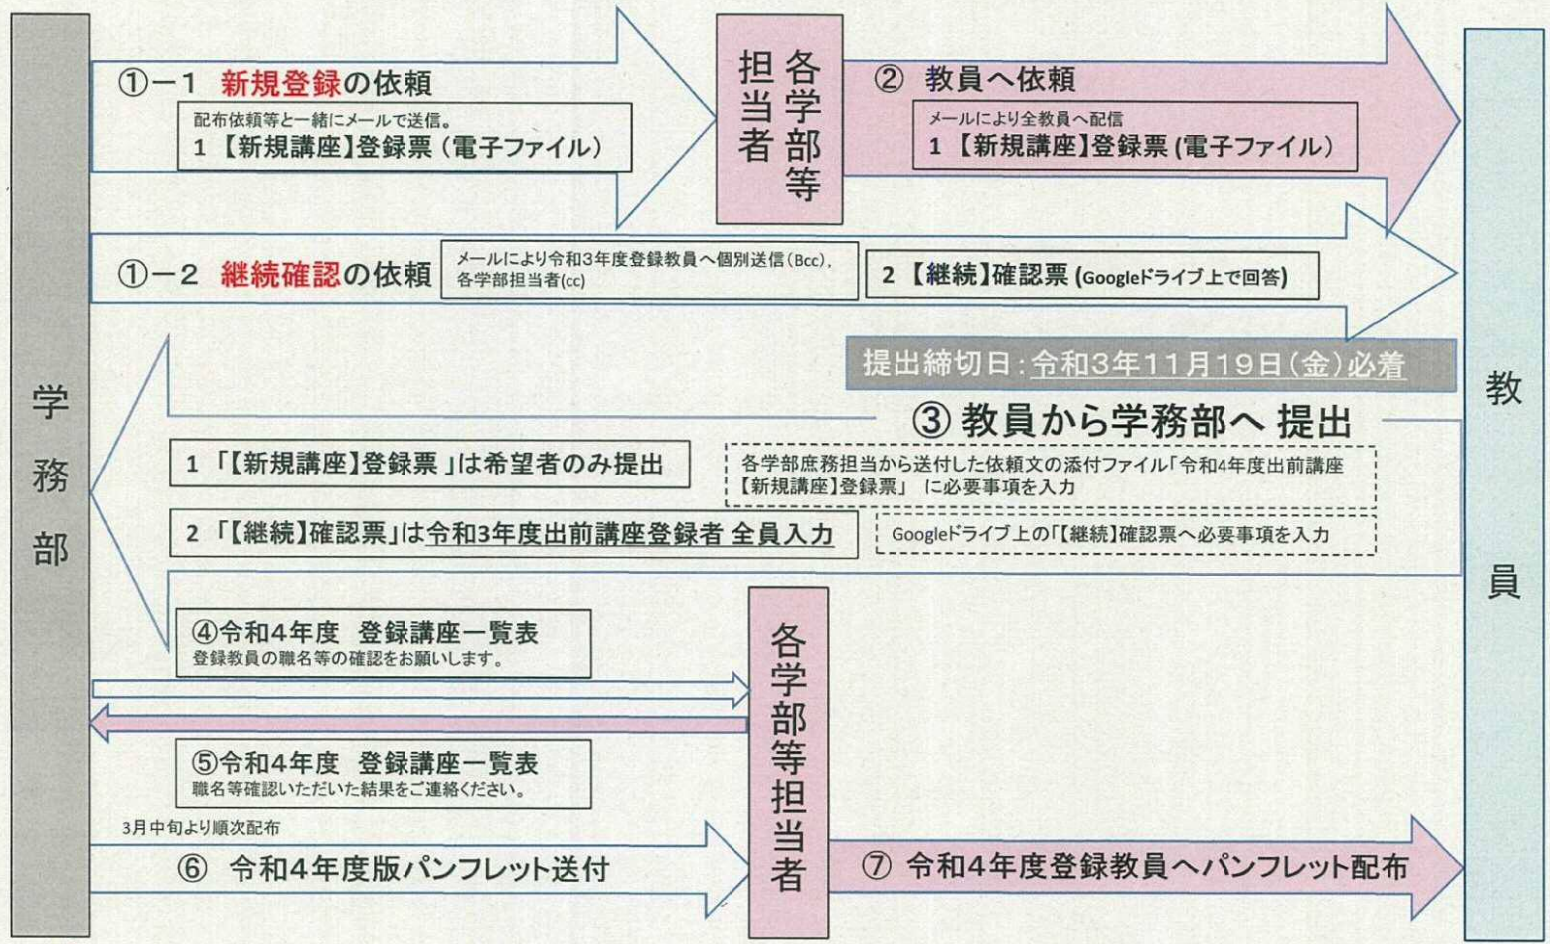 学務部
①－1 新規登録の依頼
配布依頼等と一緒にメールで送信。
1 【新規講座】登録票（電子ファイル）
各学部等
担当者
② 教員へ依頼
メールにより全教員へ配信
1 【新規講座】登録票（電子ファイル）
①－2 継続確認の依頼
メールにより令和3年度登録教員へ個別送信（Bcc）、
各学部担当者(cc)
2 【継続】確認票 (Googleドライブ上で回答)
提出締切日：令和3年11月19日（金）必着
③ 教員から学務部へ 提出
1 「【新規講座】登録票 」は希望者のみ提出
各学部庶務担当から送付した依頼文の添付ファイル「令和4年度出前講座
【新規講座】登録票」 に必要事項を入力
2 「【継続】確認票」は令和3年度出前講座登録者 全員入力
Googleドライブ上の「【継続】確認票へ必要事項を入力
④令和4年度 登録講座一覧表
登録教員の職名等の確認をお願いします。
各学部等担当者
⑤令和4年度 登録講座一覧表
職名等確認いただいた結果をご連絡ください。
3月中旬より順次配布
⑥ 令和4年度版パンフレット送付
⑦ 令和4年度登録教員へパンフレット配布
教員